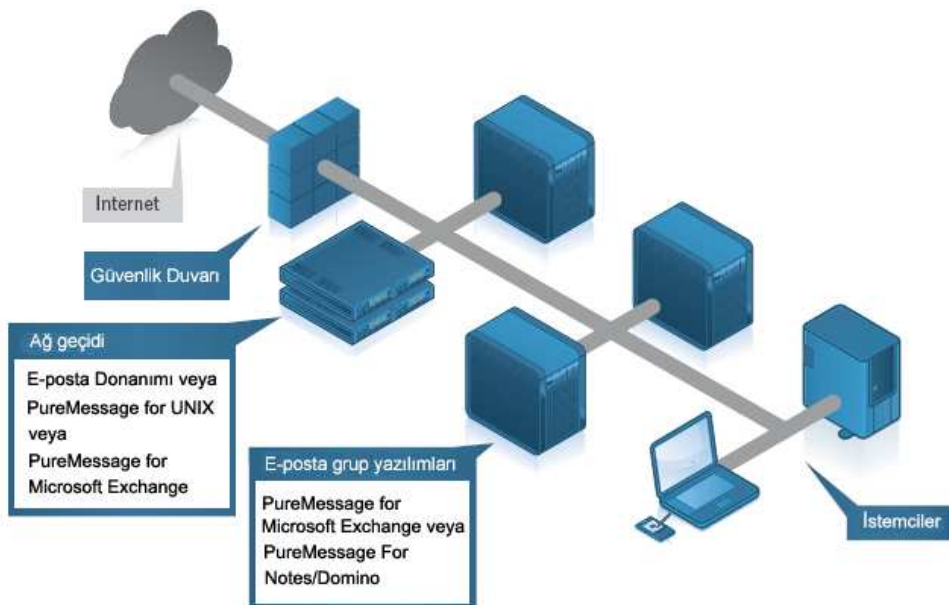 Internet
Güvenlik Duvarı
Ağ geçidi
E-posta Donanımı veya
PureMessage for UNIX
veya
PureMessage for
Microsoft Exchange
E-posta grup yazılımları
PureMessage for
Microsoft Exchange veya
PureMessage For
Notes/Domino
İstemciler